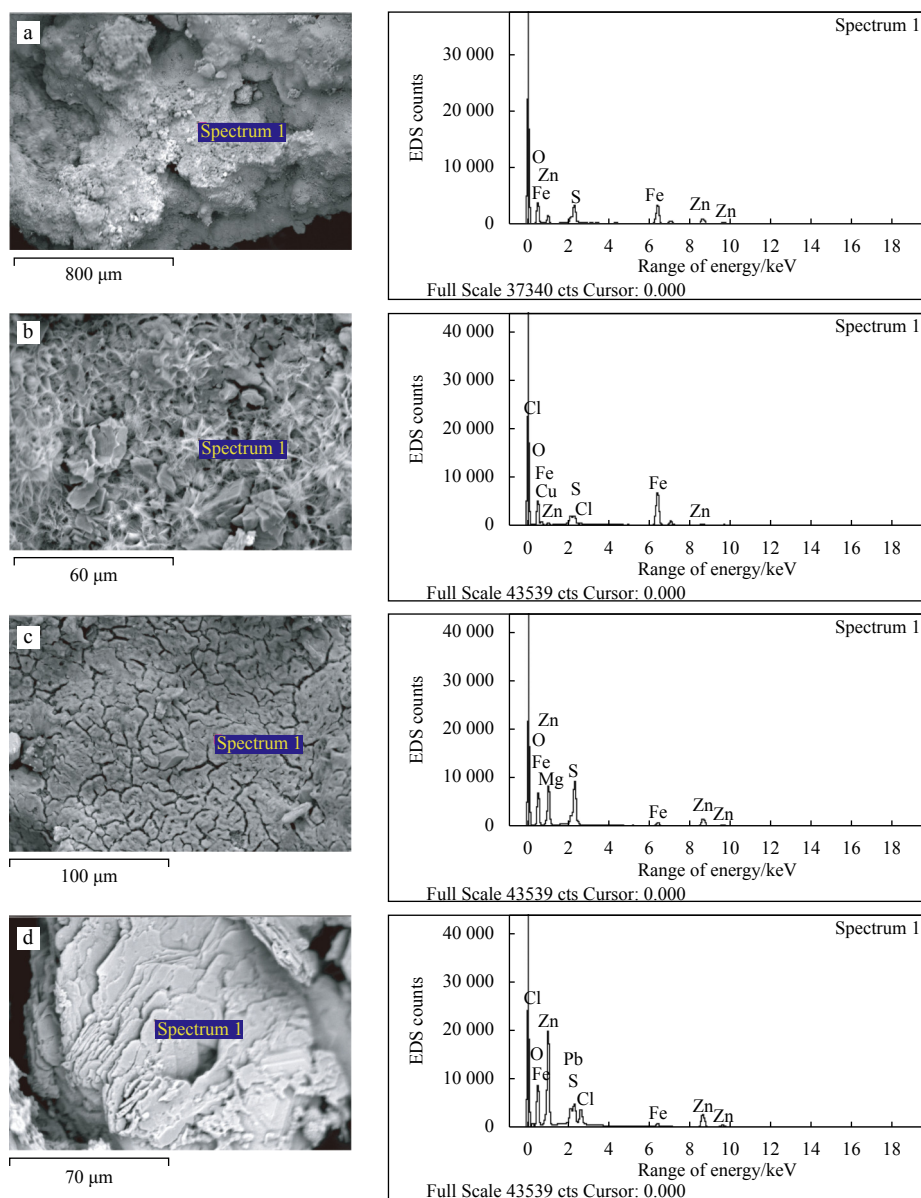 a
Spectrum 1
800 μm
Spectrum 1
EDS counts
30 000
20 000
10 000
0
O
Zn
Fe
S
Fe
Zn
Zn
0 2 4 6 8 10 12 14 16 18
Range of energy/keV
Full Scale 37340 cts Cursor: 0.000
b
Spectrum 1
60 μm
Spectrum 1
EDS counts
40 000
30 000
20 000
10 000
0
Cl
O
Fe
Cu
Zn
S
Cl
Fe
Zn
0 2 4 6 8 10 12 14 16 18
Range of energy/keV
Full Scale 43539 cts Cursor: 0.000
c
Spectrum 1
100 μm
Spectrum 1
EDS counts
40 000
30 000
20 000
10 000
0
Zn
O
Fe
Mg
S
Fe
Zn
Zn
0 2 4 6 8 10 12 14 16 18
Range of energy/keV
Full Scale 43539 cts Cursor: 0.000
d
Spectrum 1
70 μm
Spectrum 1
EDS counts
40 000
30 000
20 000
10 000
0
Cl
Zn
O
Fe
Pb
S
Cl
Fe
Zn
Zn
0 2 4 6 8 10 12 14 16 18
Range of energy/keV
Full Scale 43539 cts Cursor: 0.000